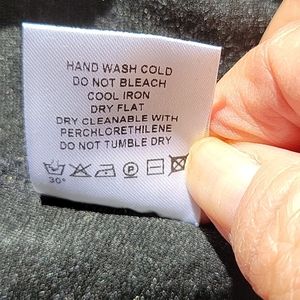 HAND WASH COLD
DO NOT BLEACH
COOL IRON
DRY FLAT
DRY CLEANABLE WITH
PERCHLORETHILENE
DO NOT TUMBLE DRY
30°
P